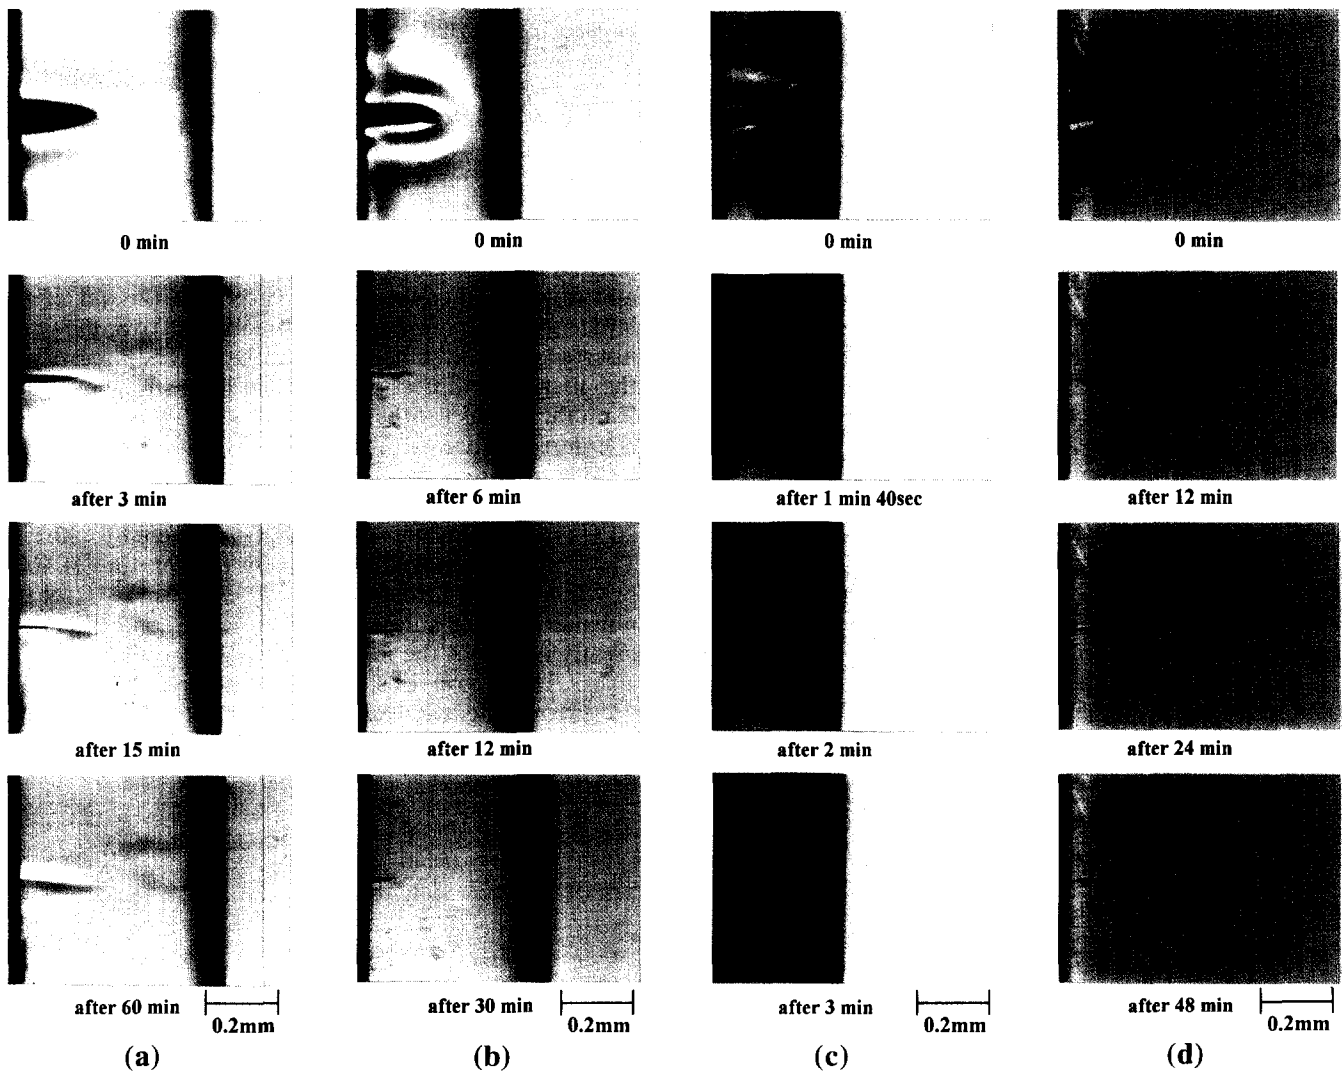 0 min 0 min 0 min 0 min
after 3 min after 6 min after 1 min 40sec after 12 min
after 15 min after 12 min after 2 min after 24 min
after 60 min after 30 min after 3 min after 48 min
0.2mm 0.2mm 0.2mm 0.2mm
(a) (b) (c) (d)